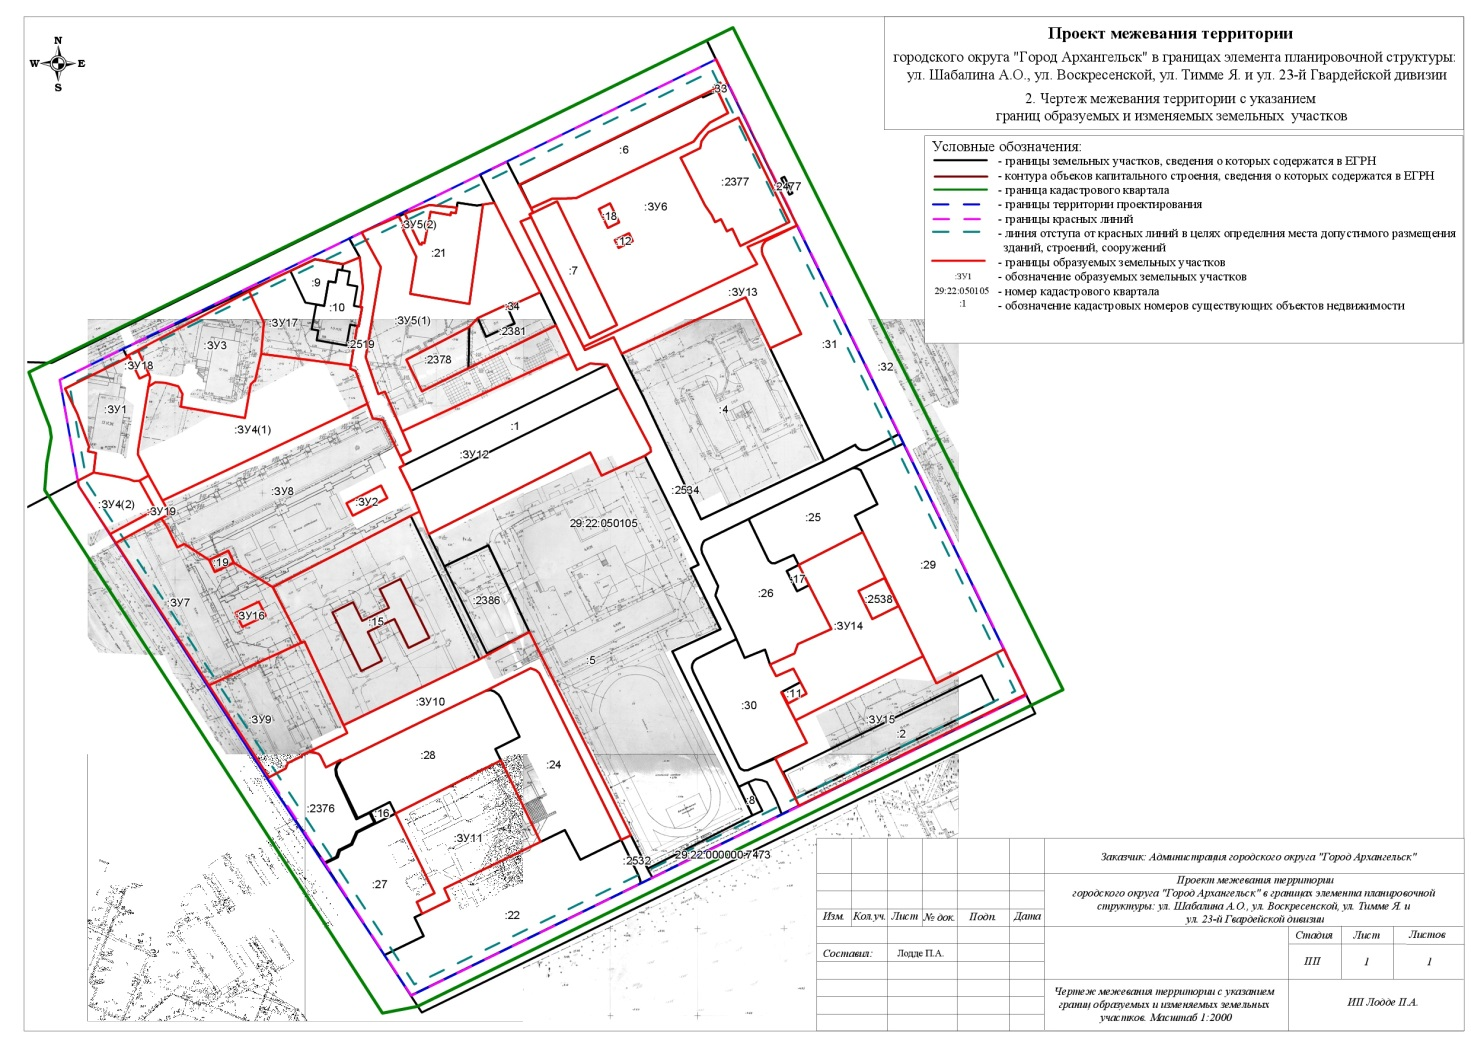 N
W E
S
Проект межевания территории
городского округа "Город Архангельск" в границах элемента планировочной структуры:
ул. Шабалина А.О., ул. Воскресенской, ул. Тимме Я. и ул. 23-й Гвардейской дивизии
2. Чертеж межевания территории с указанием
границ образуемых и изменяемых земельных участков
Условные обозначения:
- границы земельных участков, сведения о которых содержатся в ЕГРН
- контура объеков капитального строения, сведения о которых содержатся в ЕГРН
- граница кадастрового квартала
- границы территории проектирования
- границы красных линий
- линия отступа от красных линий в целях определния места допустимого размещения
зданий, строений, сооружений
- границы образуемых земельных участков
:ЗУ1 - обозначение образуемых земельных участков
29:22:050105 - номер кадастрового квартала
:1 - обозначение кадастровых номеров существующих объектов недвижимости
:33
:6
:2377
:2477
:18
:ЗУ6
:12
:ЗУ5(2)
:21
:7
:9
:10
:ЗУ13
:34
:ЗУ17
:ЗУ5(1)
:2381
:31
:ЗУ3
:2519
:2378
:32
:ЗУ18
:ЗУ1
:4
:ЗУ4(1)
:1
:ЗУ12
:ЗУ8
:2534
:ЗУ2
:ЗУ4(2)
:ЗУ19
29:22:050105
:25
:19
:29
:17
:26
:ЗУ7
:2386
:2538
:ЗУ16
:15
:ЗУ14
:5
:11
:ЗУ10
:30
:ЗУ9
:ЗУ15
:2
:28
:24
:8
:2376
:16
:ЗУ11
:2532
29:22:000000:7473
:27
:22
Заказчик: Администрация городского округа "Город Архангельск"
Проект межевания территории
городского округа "Город Архангельск" в границах элемента планировочной
структуры: ул. Шабалина А.О., ул. Воскресенской, ул. Тимме Я. и
ул. 23-й Гвардейской дивизии
Изм. Кол.уч. Лист № док. Подп. Дата
Стадия Лист Листов
Составил: Лодде П.А.
ПП 1 1
Чертеж межевания территории с указанием
границ образуемых и изменяемых земельных
участков. Масштаб 1:2000
ИП Лодде П.А.